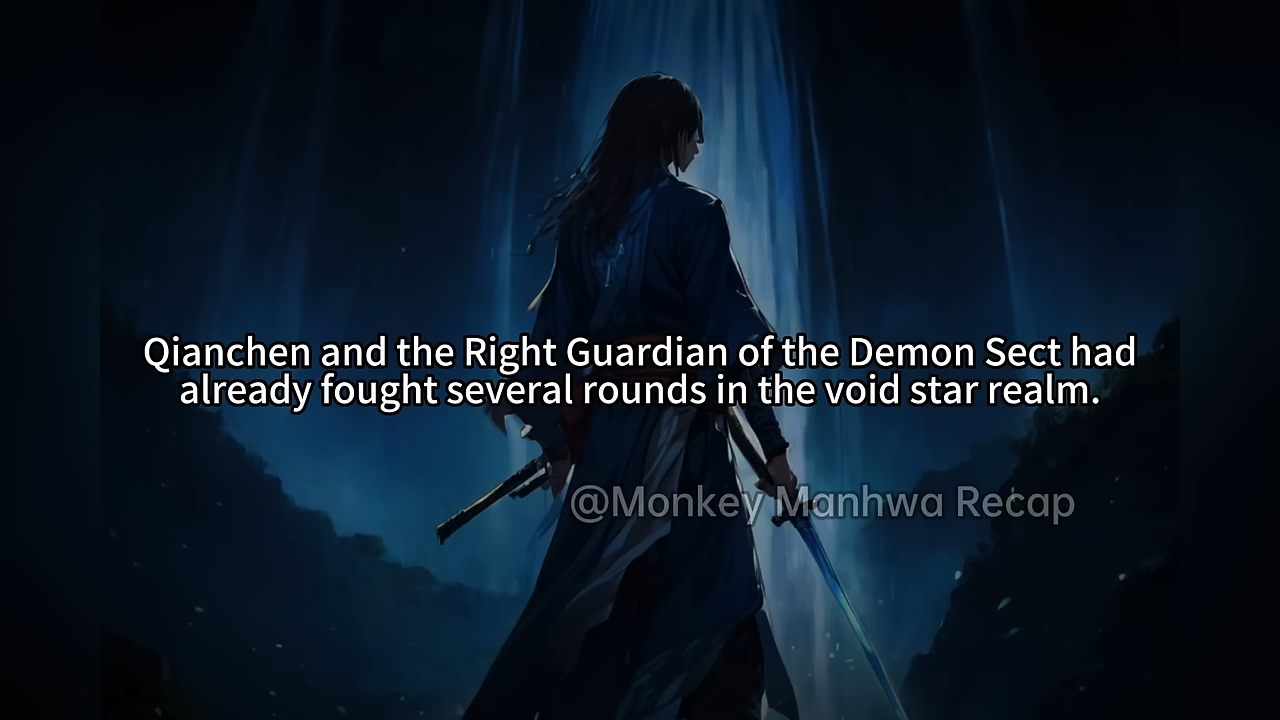 Qianchen and the Right Guardian of the Demon Sect had
already fought several rounds in the void star realm.
@Monkey Manhwa Recap